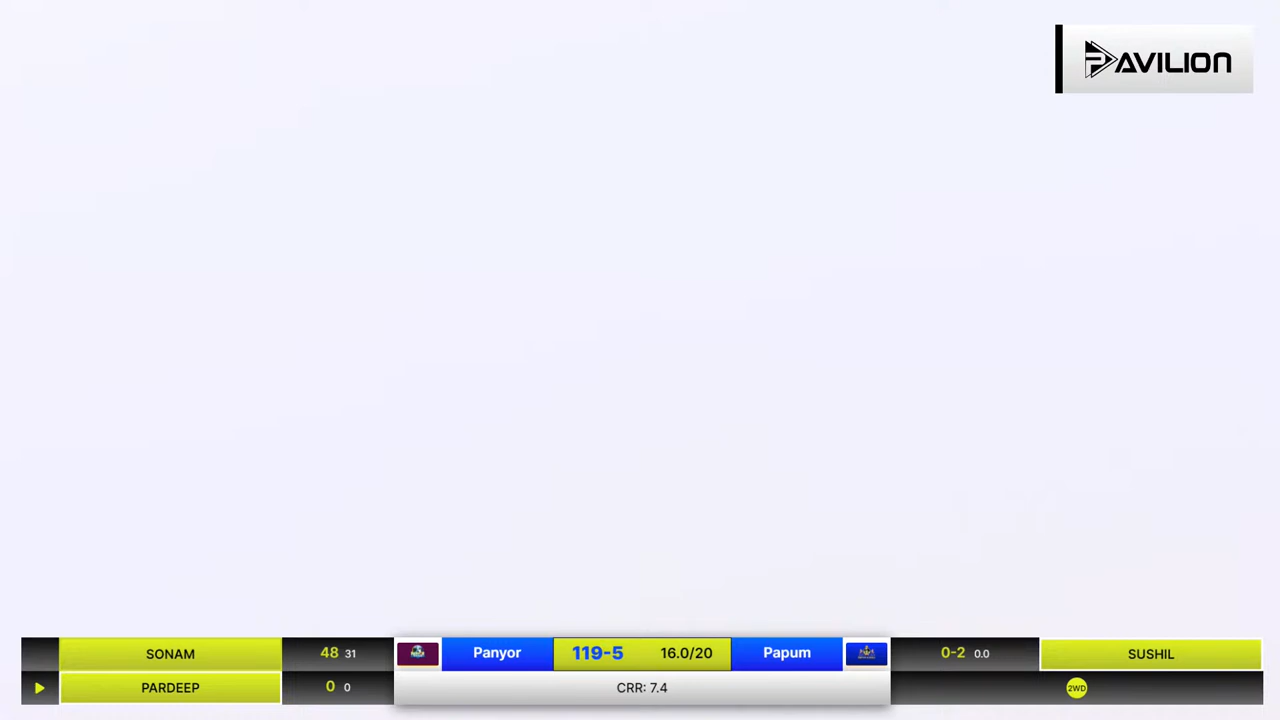 PAVILION
SONAM 48 31 Panyor 119-5 16.0/20 Papum 0-2 0.0 SUSHIL
PARDEEP 0 0 CRR: 7.4 2WD